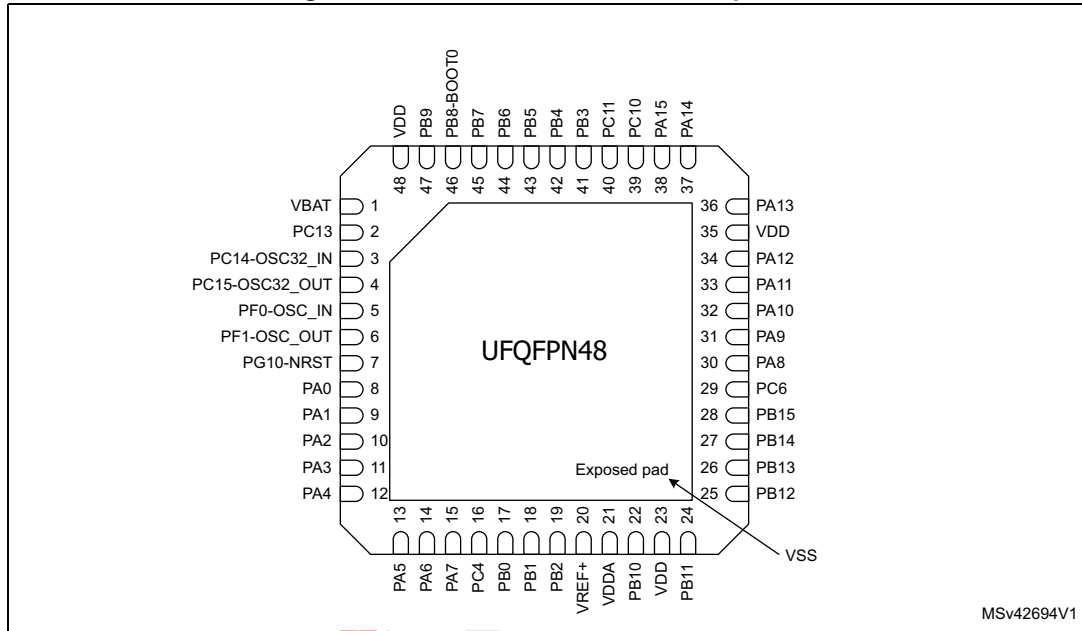 VDD
PB9
PB8-BOOT0
PB7
PB6
PB5
PB4
PB3
PC11
PC10
PA15
PA14
48 47 46 45 44 43 42 41 40 39 38 37
VBAT 1
PC13 2
PC14-OSC32_IN 3
PC15-OSC32_OUT 4
PF0-OSC_IN 5
PF1-OSC_OUT 6
PG10-NRST 7
PA0 8
PA1 9
PA2 10
PA3 11
PA4 12
UFQFPN48
Exposed pad
36 PA13
35 VDD
34 PA12
33 PA11
32 PA10
31 PA9
30 PA8
29 PC6
28 PB15
27 PB14
26 PB13
25 PB12
13 14 15 16 17 18 19 20 21 22 23 24
PA5
PA6
PA7
PC4
PB0
PB1
PB2
VREF+
VDDA
PB10
VDD
PB11
VSS
MSv42694V1